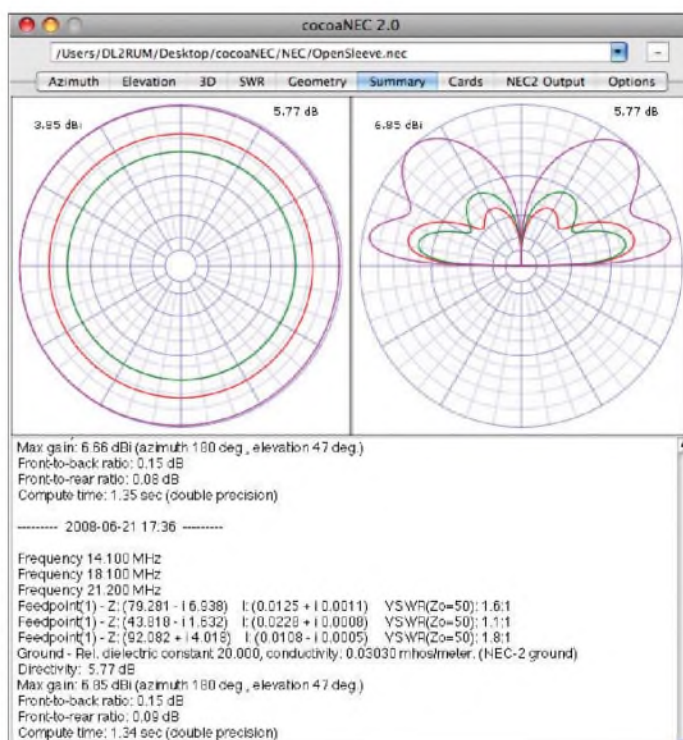 cocoaNEC 2.0
/Users/DL2RUM/Desktop/cocoaNEC/NEC/OpenSleeve.nec
Azimuth Elevation 3D SWR Geometry Summary Cards NEC2 Output Options
3.85 dBi 5.77 dB 6.85 dBi 5.77 dB
Max gain: 6.66 dBi (azimuth 180 deg., elevation 47 deg.)
Front-to-back ratio: 0.15 dB
Front-to-rear ratio: 0.08 dB
Compute time: 1.35 sec (double precision)
--------- 2008-06-21 17:36 ---------
Frequency 14.100 MHz
Frequency 18.100 MHz
Frequency 21.200 MHz
Feedpoint(1) - Z: (79.281 - i 6.938) I: (0.0125 + i 0.0011) VSWR(Zo=50): 1.6:1
Feedpoint(1) - Z: (43.818 - i 1.632) I: (0.0228 + i 0.0008) VSWR(Zo=50): 1.1:1
Feedpoint(1) - Z: (92.082 + i 4.018) I: (0.0108 - i 0.0005) VSWR(Zo=50): 1.8:1
Ground - Rel. dielectric constant 20.000, conductivity: 0.03030 mhos/meter. (NEC-2 ground)
Directivity: 5.77 dB
Max gain: 6.85 dBi (azimuth 180 deg., elevation 47 deg.)
Front-to-back ratio: 0.15 dB
Front-to-rear ratio: 0.09 dB
Compute time: 1.34 sec (double precision)